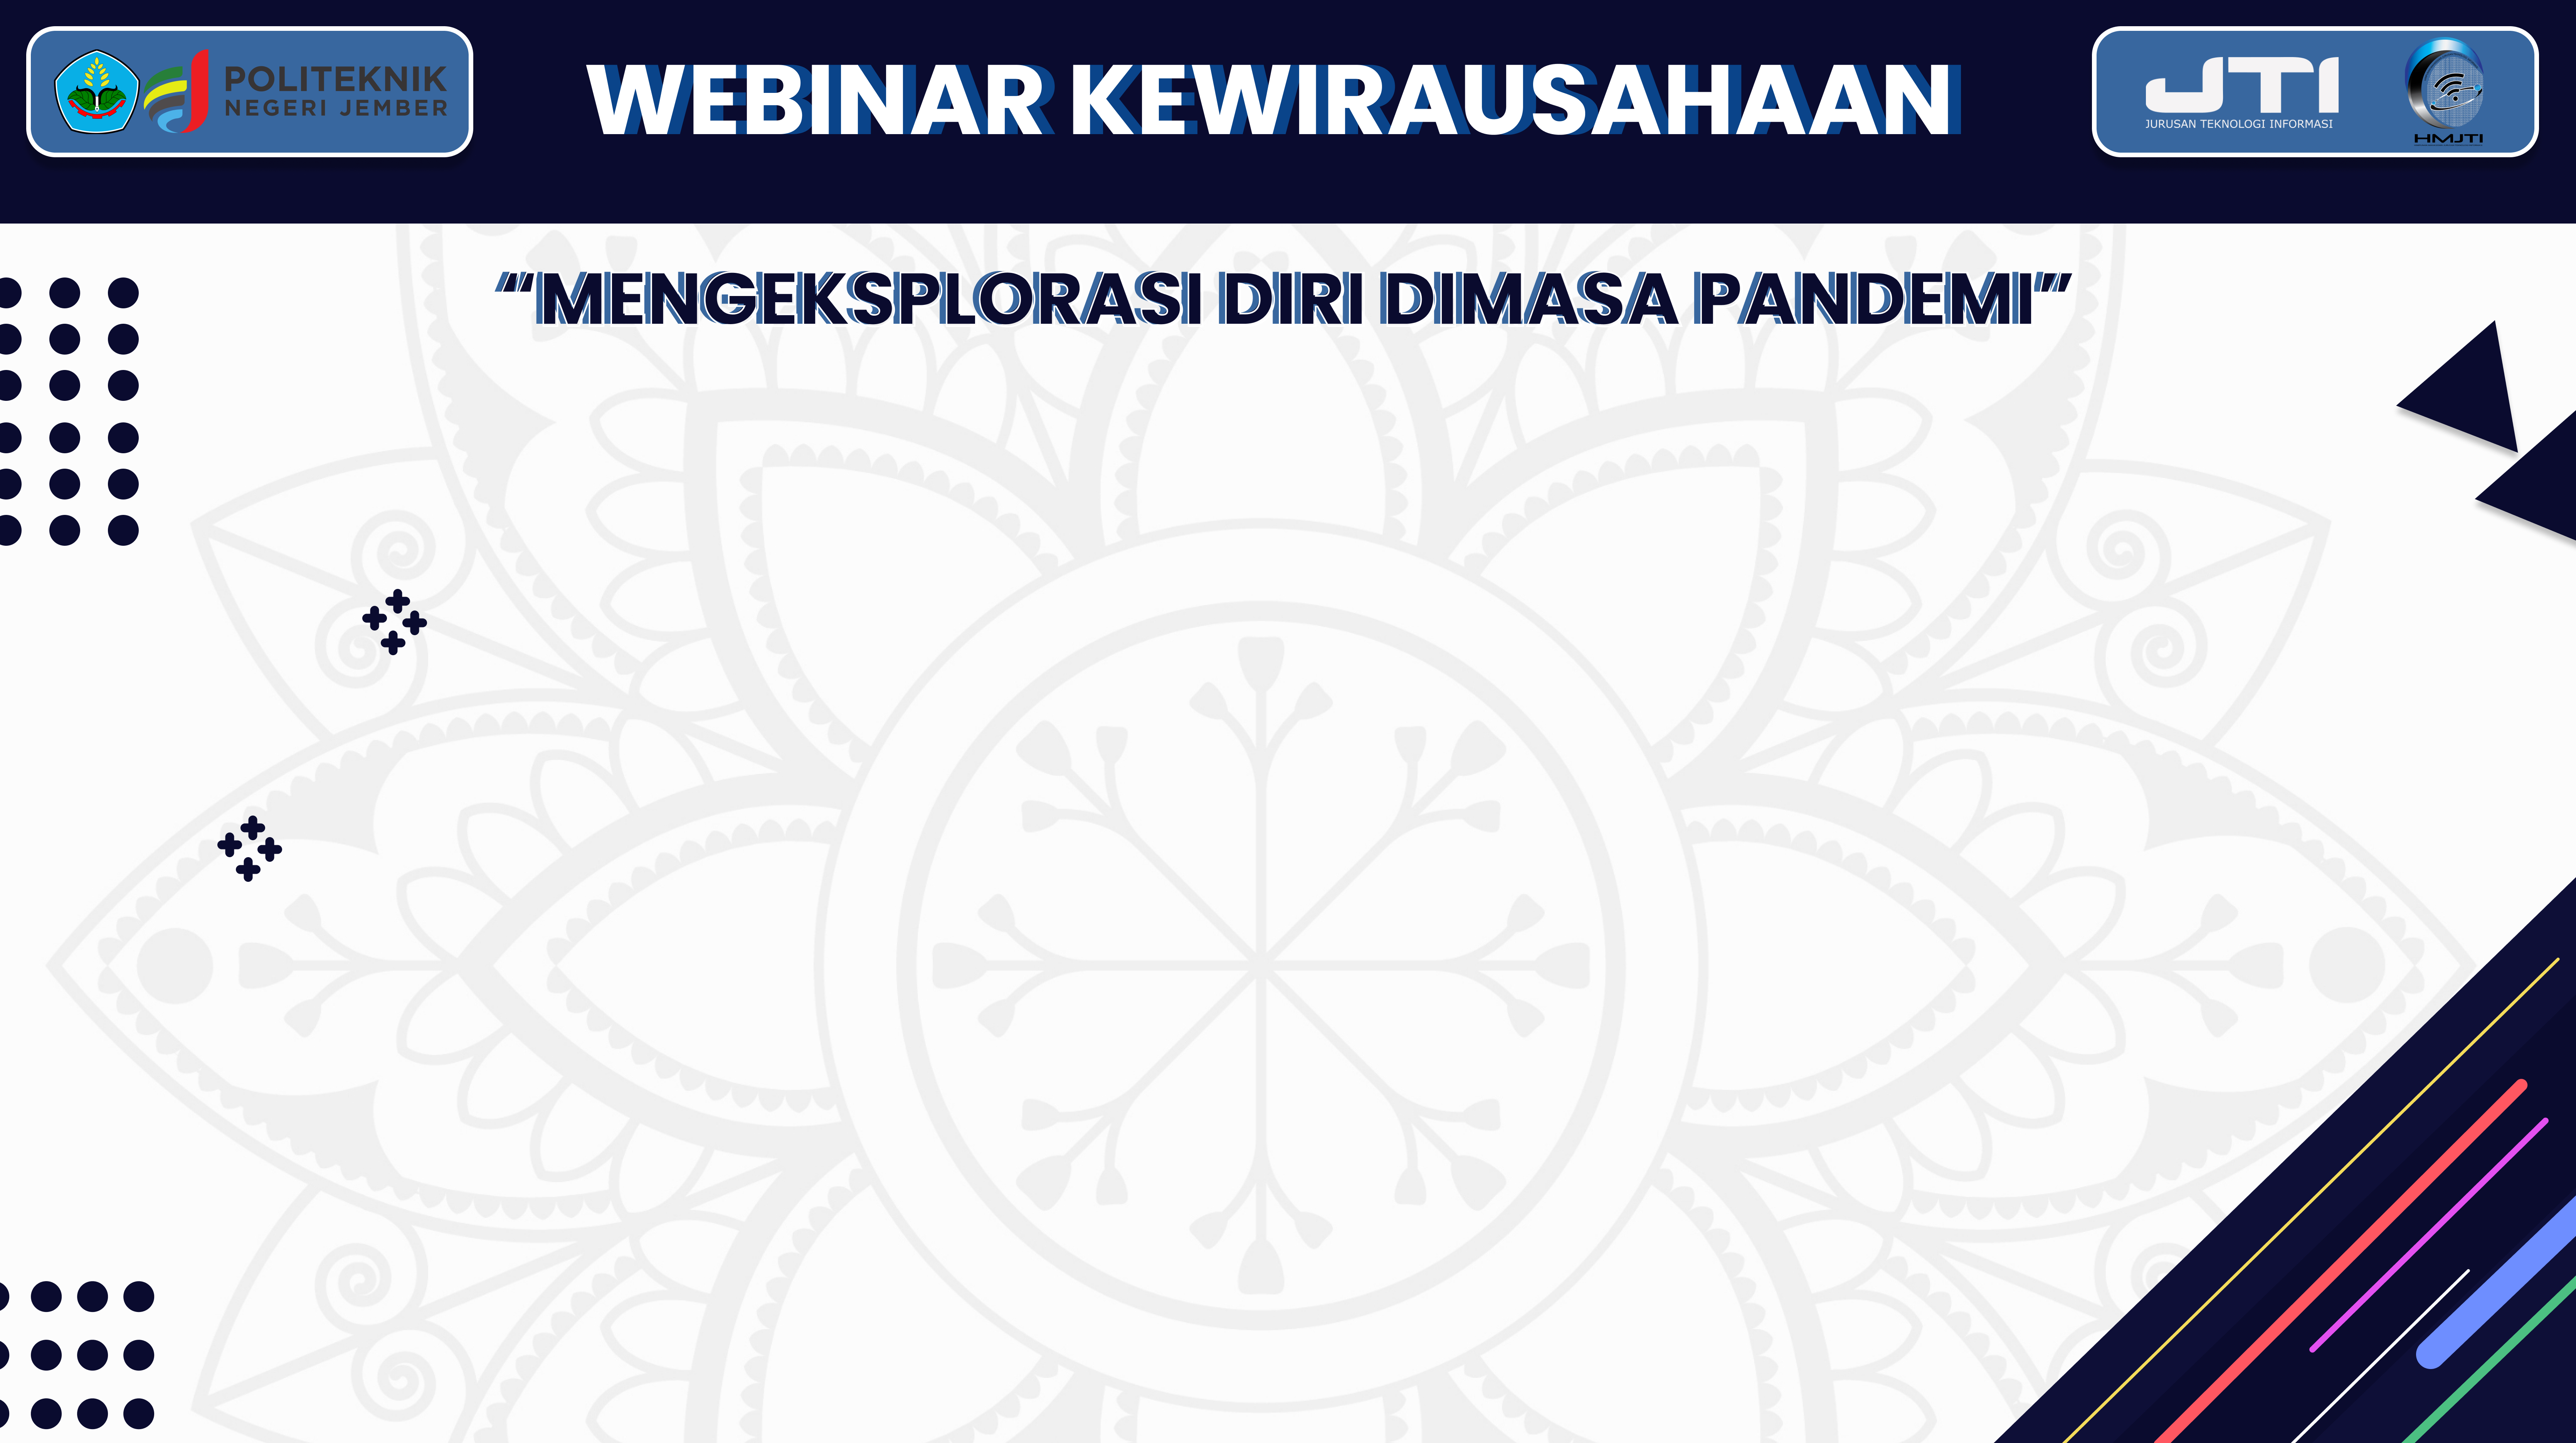 POLITEKNIK
NEGERI JEMBER
WEBINAR KEWIRAUSAHAAN
JTI
JURUSAN TEKNOLOGI INFORMASI
HMJTI
“MENGEKSPLORASI DIRI DIMASA PANDEMI”